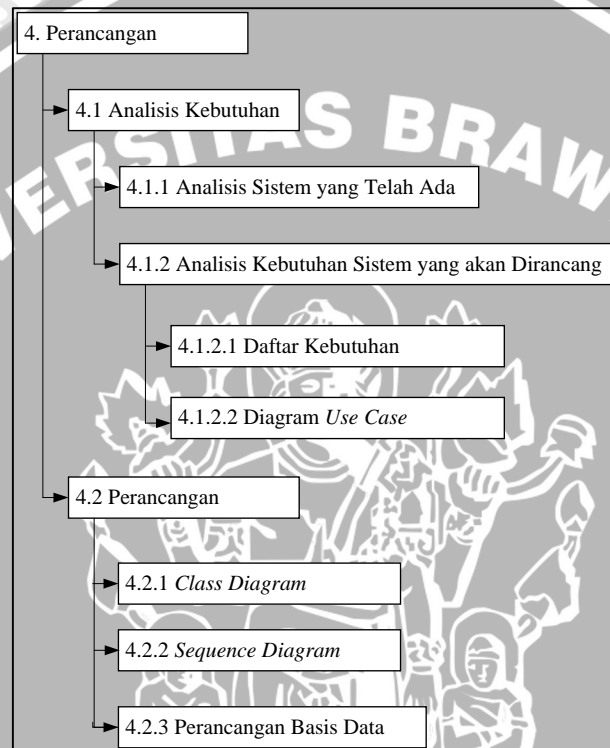 4. Perancangan
4.1 Analisis Kebutuhan
4.1.1 Analisis Sistem yang Telah Ada
4.1.2 Analisis Kebutuhan Sistem yang akan Dirancang
4.1.2.1 Daftar Kebutuhan
4.1.2.2 Diagram Use Case
4.2 Perancangan
4.2.1 Class Diagram
4.2.2 Sequence Diagram
4.2.3 Perancangan Basis Data
VERSITAS BRAW